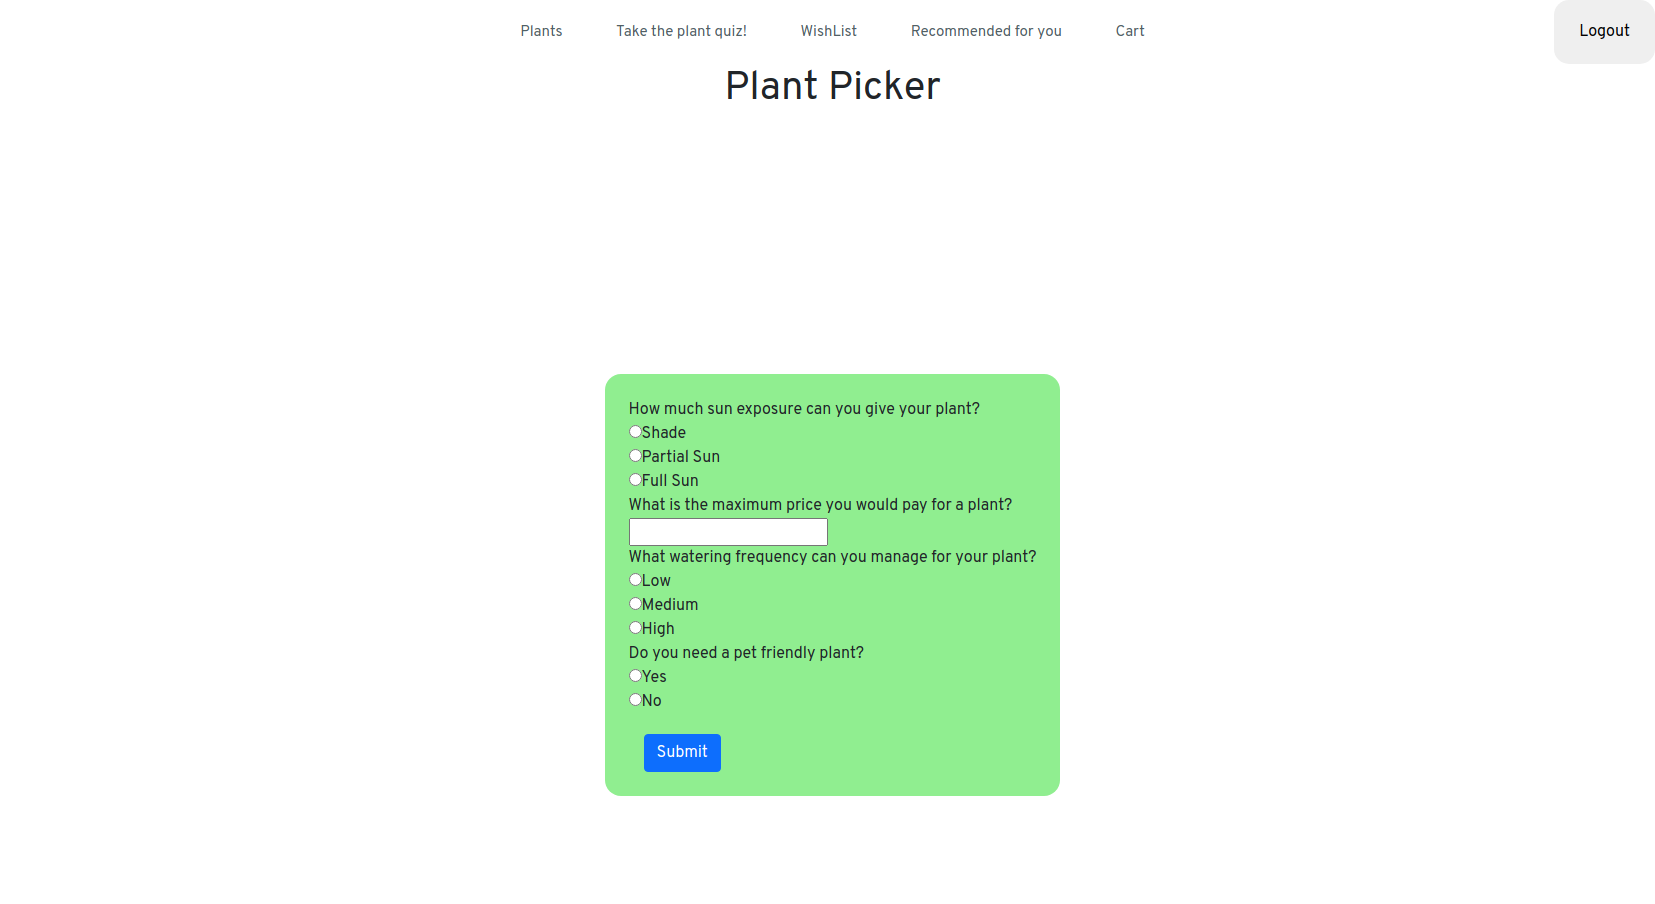 Plants Take the plant quiz! WishList Recommended for you Cart Logout
Plant Picker
How much sun exposure can you give your plant?
Shade
Partial Sun
Full Sun
What is the maximum price you would pay for a plant?
What watering frequency can you manage for your plant?
Low
Medium
High
Do you need a pet friendly plant?
Yes
No
Submit